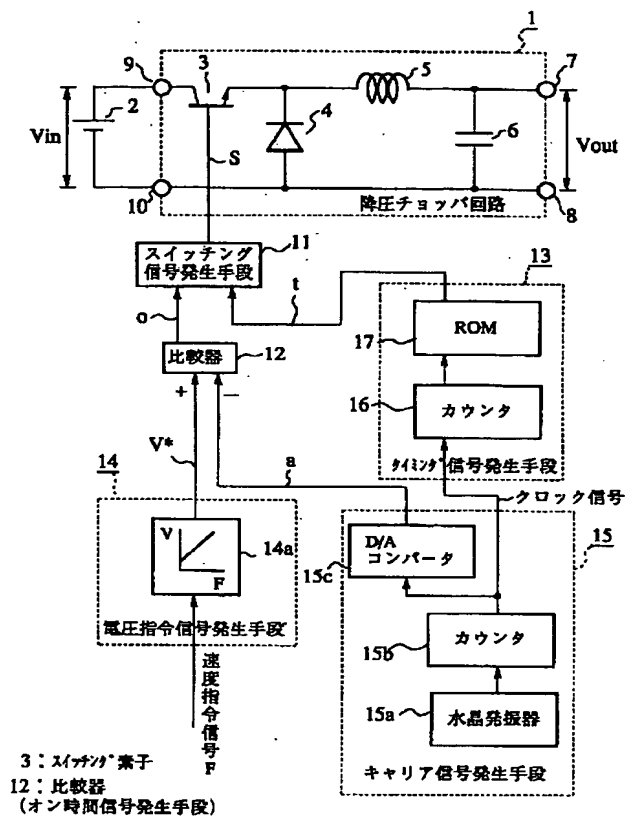 1
9
3
5
7
2
4
6
Vin
Vout
S
10
8
降圧チョッパ回路
スイッチング
信号発生手段
11
t
13
o
ROM
17
比較器
12
+
−
16
カウンタ
V*
タイミング信号発生手段
14
a
クロック信号
V
F
14a
D/A
コンバータ
15c
15
電圧指令信号発生手段
カウンタ
15b
速度指令信号F
15a
水晶発振器
キャリア信号発生手段
3：スイッチング素子
12：比較器
（オン時間信号発生手段）